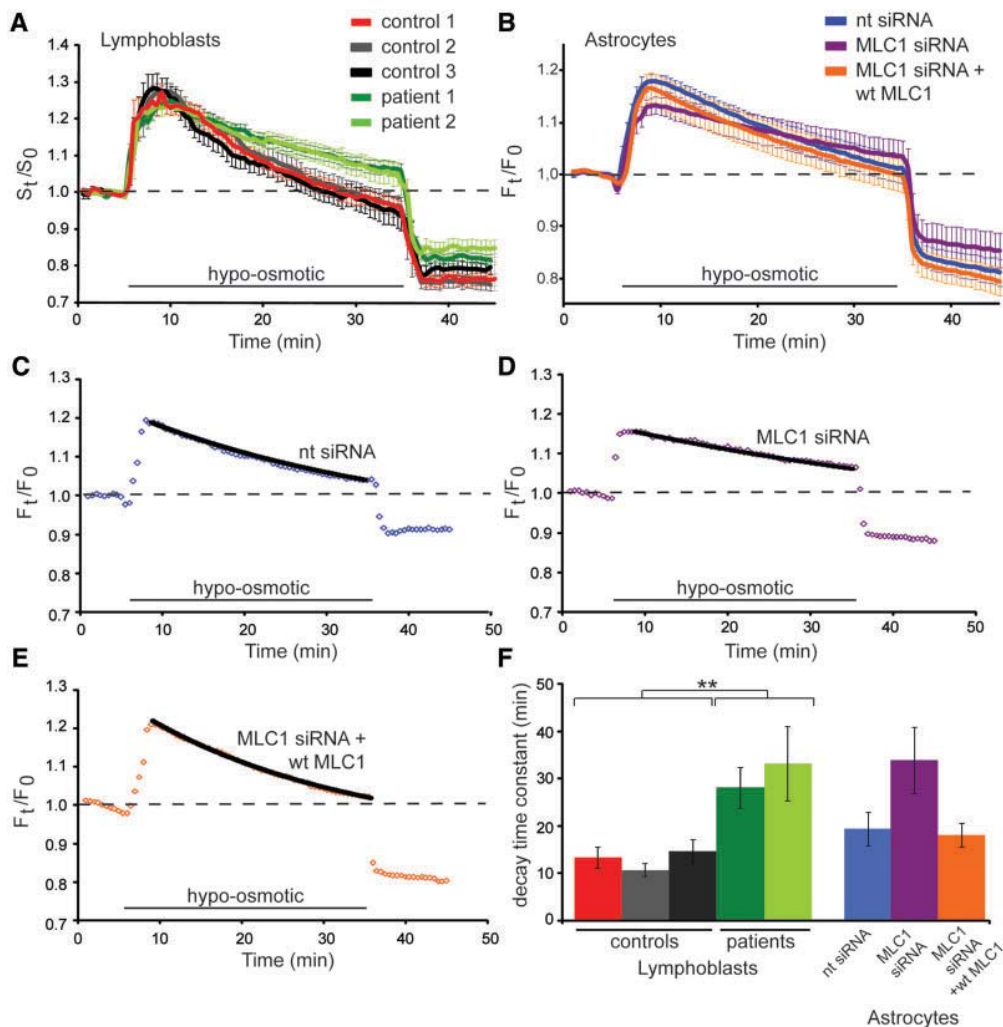 A
Lymphoblasts
control 1
control 2
control 3
patient 1
patient 2
St/S0
1.4
1.3
1.2
1.1
1.0
0.9
0.8
0.7
hypo-osmotic
0 10 20 30 40
Time (min)
B
Astrocytes
nt siRNA
MLC1 siRNA
MLC1 siRNA +
wt MLC1
Ft/F0
1.2
1.1
1.0
0.9
0.8
hypo-osmotic
0 10 20 30 40
Time (min)
C
Ft/F0
1.3
1.2
1.1
1.0
0.9
0.8
0.7
nt siRNA
hypo-osmotic
0 10 20 30 40 50
Time (min)
D
Ft/F0
1.3
1.2
1.1
1.0
0.9
0.8
0.7
MLC1 siRNA
hypo-osmotic
0 10 20 30 40 50
Time (min)
E
Ft/F0
1.3
1.2
1.1
1.0
0.9
0.8
0.7
MLC1 siRNA +
wt MLC1
hypo-osmotic
0 10 20 30 40 50
Time (min)
F
decay time constant (min)
50
40
30
20
10
0
**
controls patients
Lymphoblasts
nt siRNA
MLC1
siRNA
MLC1
siRNA
+wt MLC1
Astrocytes